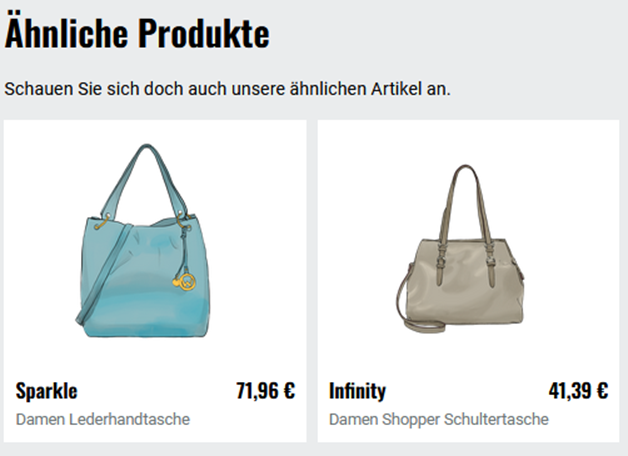 Ähnliche Produkte
Schauen Sie sich doch auch unsere ähnlichen Artikel an.
Sparkle 71,96 €
Damen Lederhandtasche
Infinity 41,39 €
Damen Shopper Schultertasche